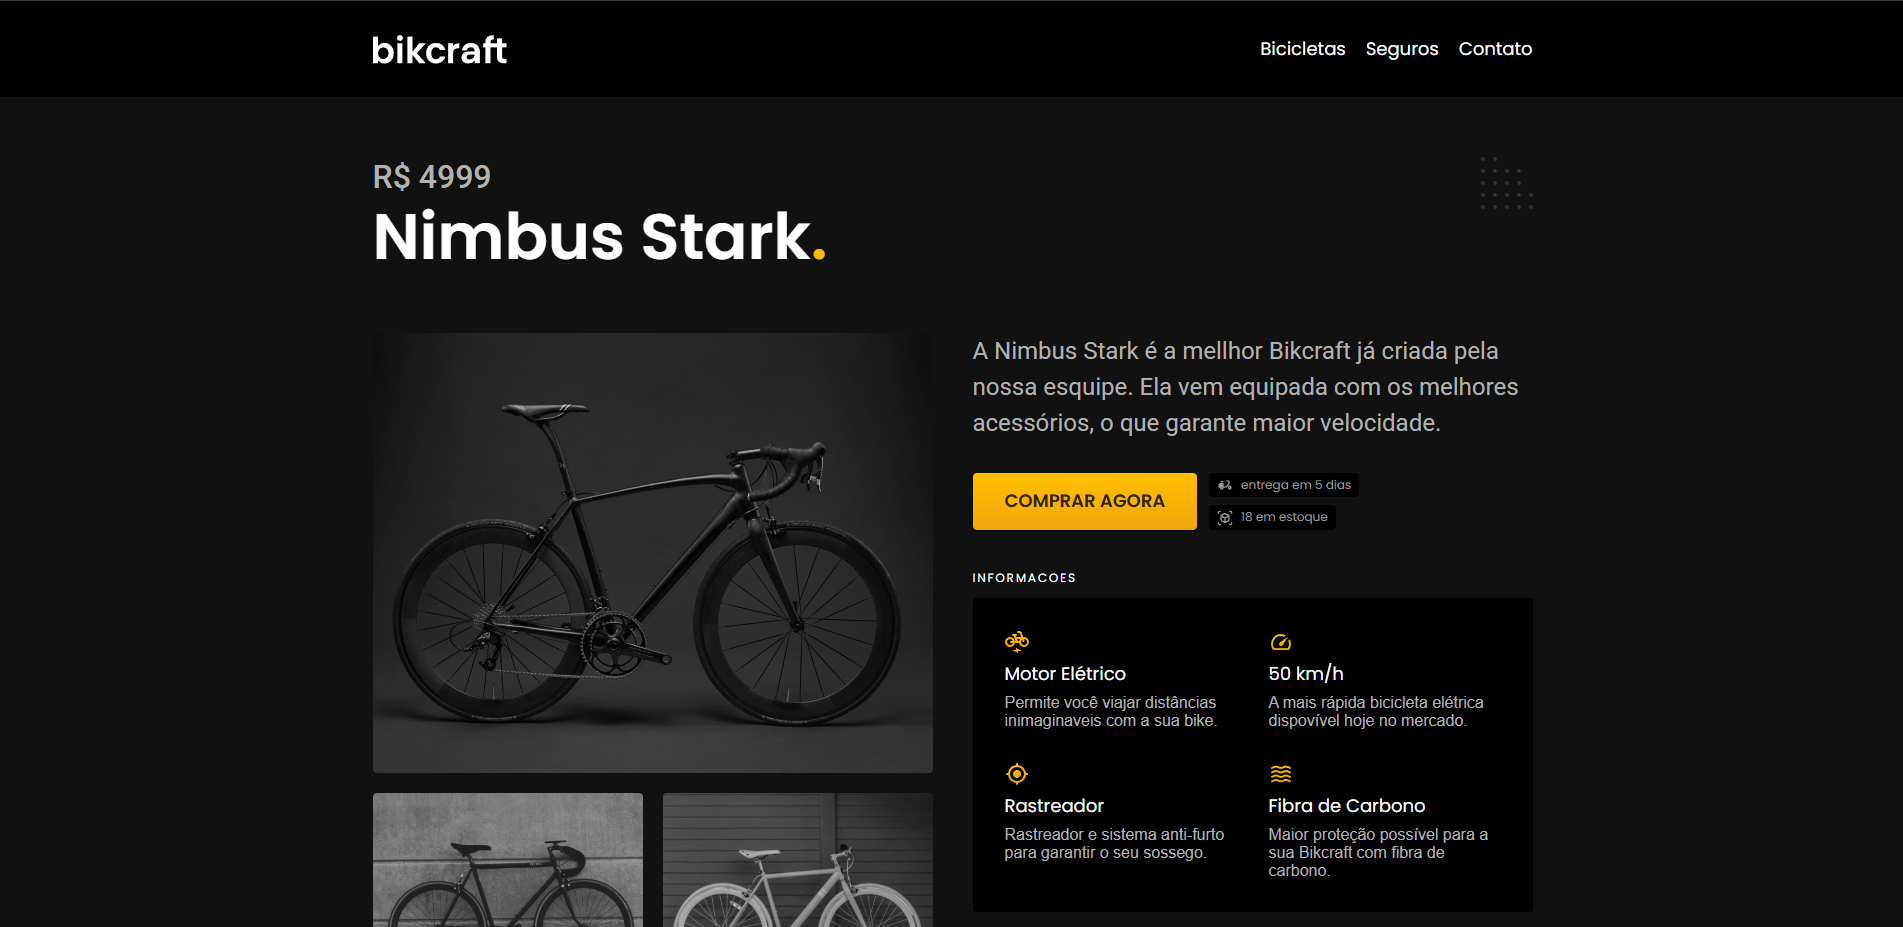 bikcraft
Bicicletas Seguros Contato
R$ 4999
Nimbus Stark.
A Nimbus Stark é a mellhor Bikcraft já criada pela
nossa esquipe. Ela vem equipada com os melhores
acessórios, o que garante maior velocidade.
COMPRAR AGORA
entrega em 5 dias
18 em estoque
INFORMACOES
Motor Elétrico
Permite você viajar distâncias
inimaginaveis com a sua bike.
50 km/h
A mais rápida bicicleta elétrica
dispovível hoje no mercado.
Rastreador
Rastreador e sistema anti-furto
para garantir o seu sossego.
Fibra de Carbono
Maior proteção possível para a
sua Bikcraft com fibra de
carbono.